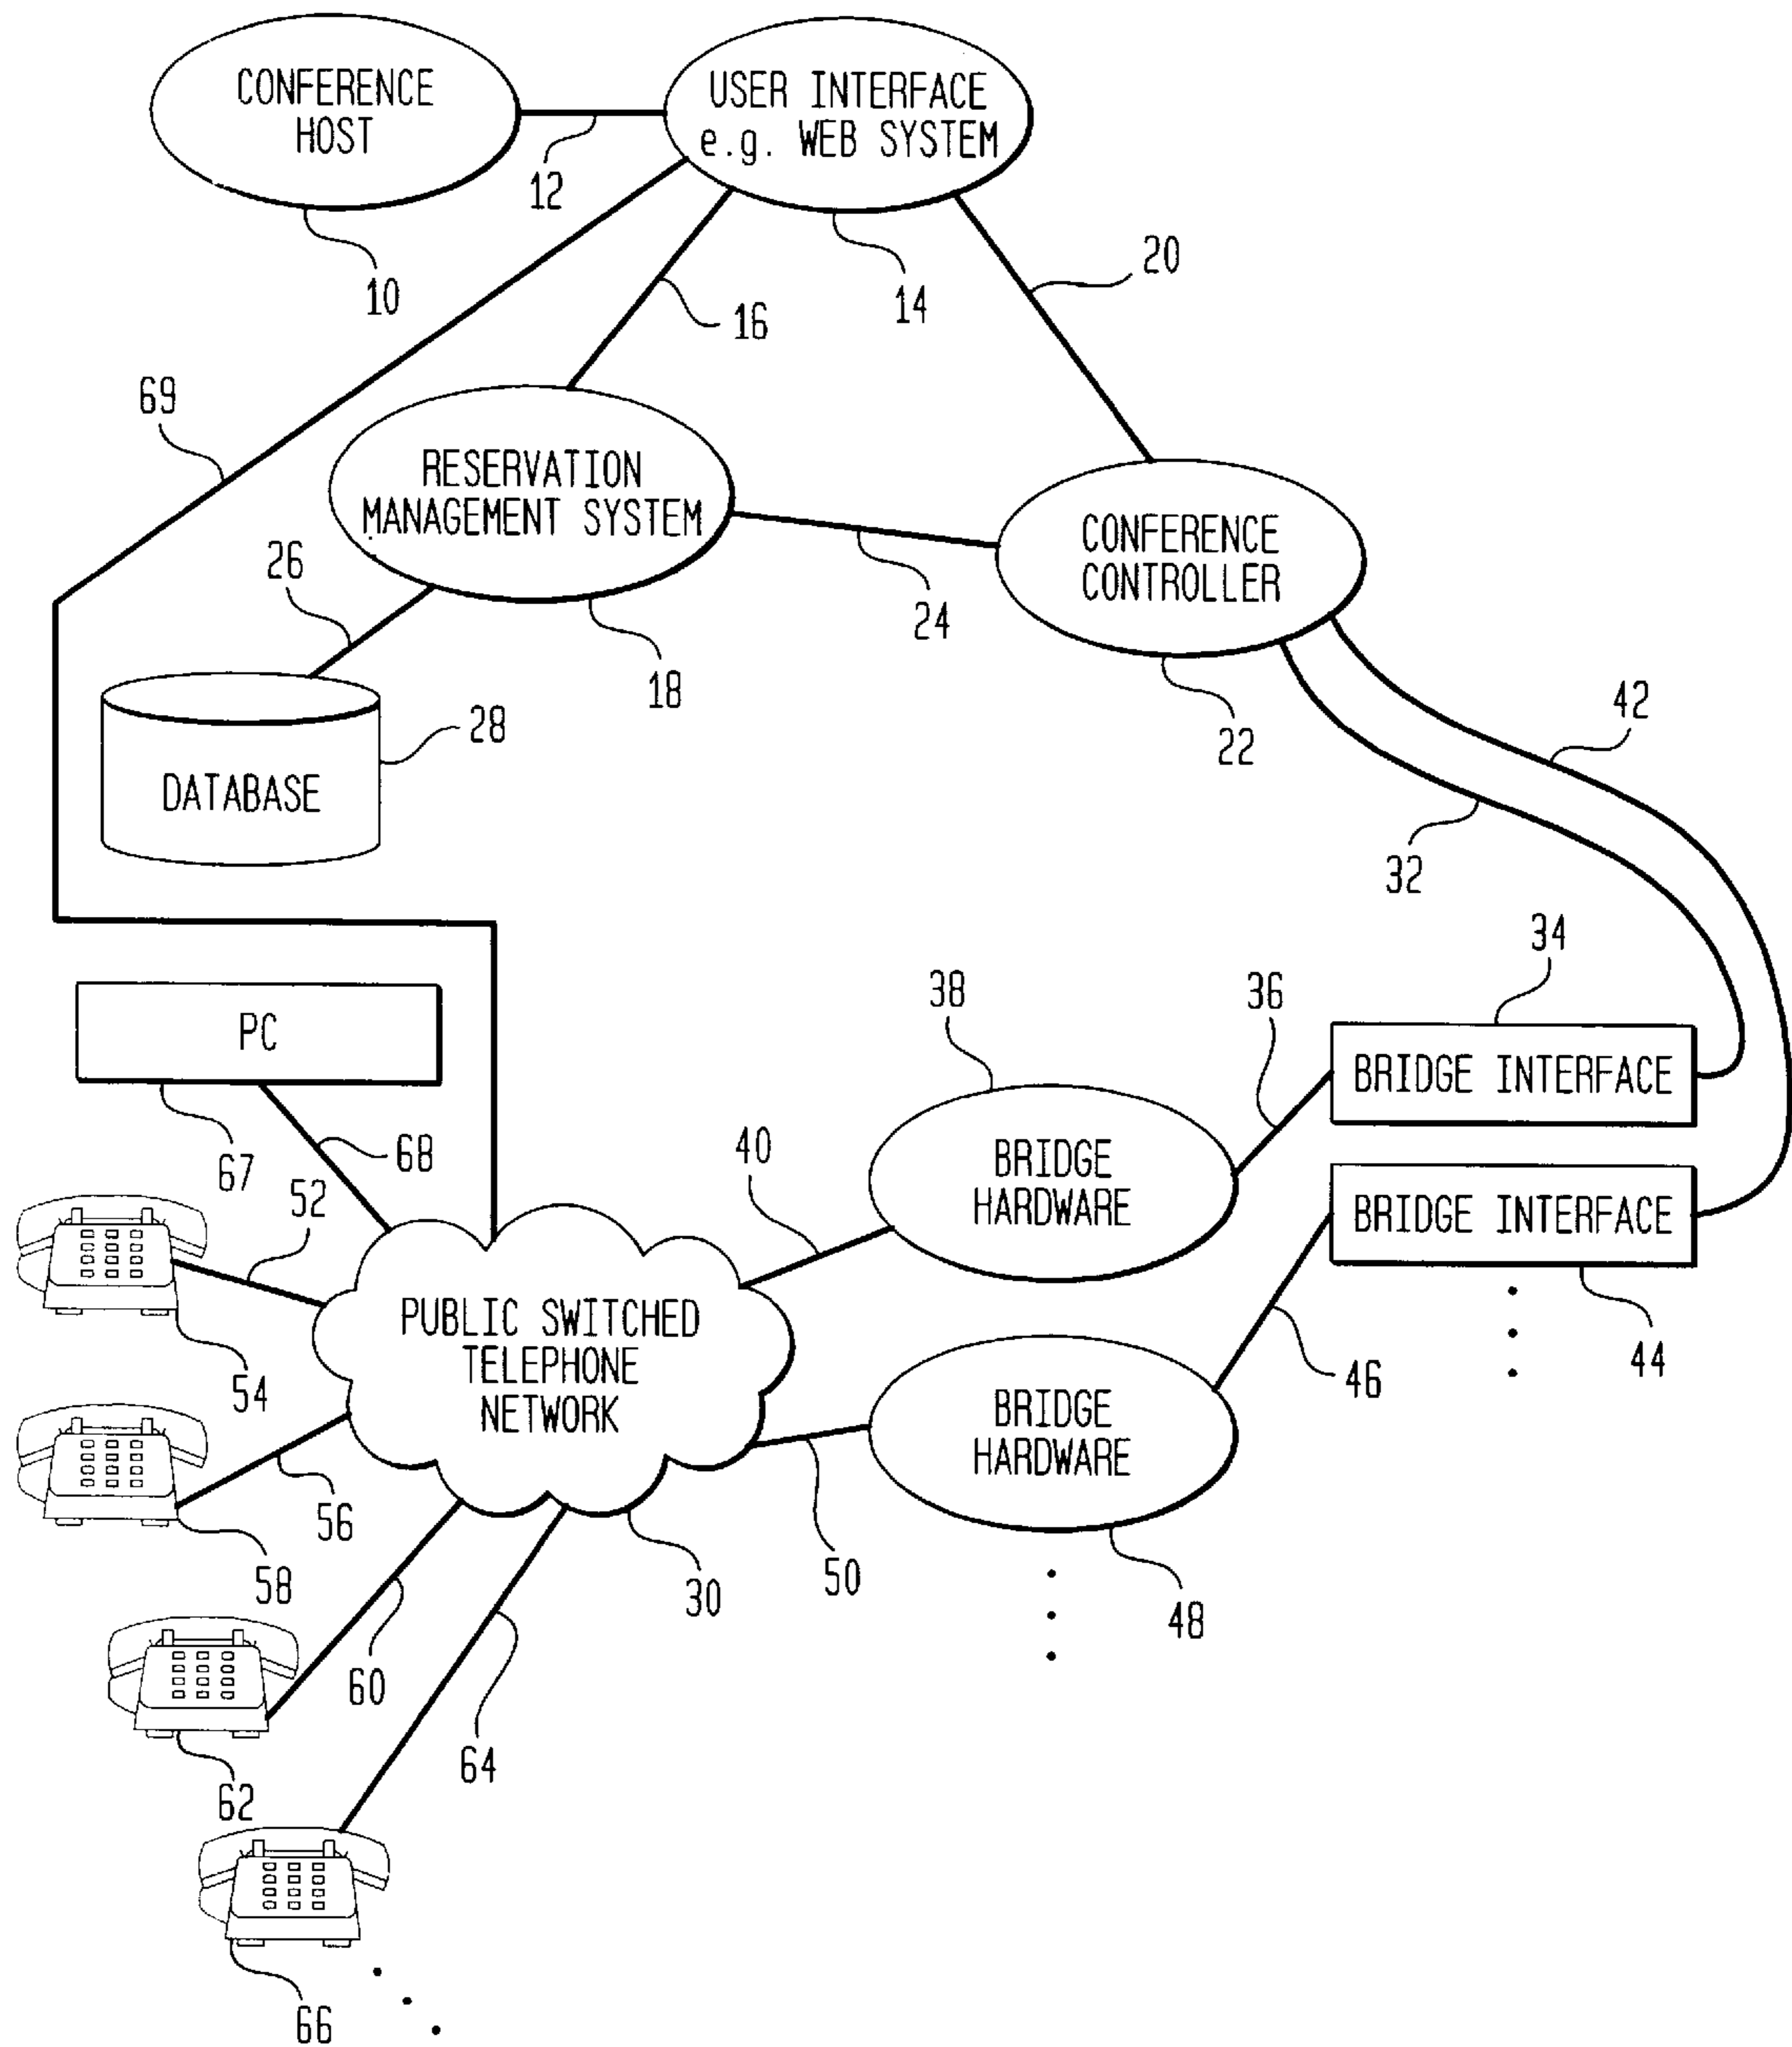 CONFERENCE
HOST
USER INTERFACE
e.g. WEB SYSTEM
12
10
14
20
16
69
RESERVATION
MANAGEMENT SYSTEM
CONFERENCE
CONTROLLER
26
24
18
22
42
28
DATABASE
32
34
38
36
PC
BRIDGE INTERFACE
67
68
40
BRIDGE
HARDWARE
52
BRIDGE INTERFACE
PUBLIC SWITCHED
TELEPHONE
NETWORK
54
46
44
BRIDGE
HARDWARE
56
58
30
50
48
60
64
62
66